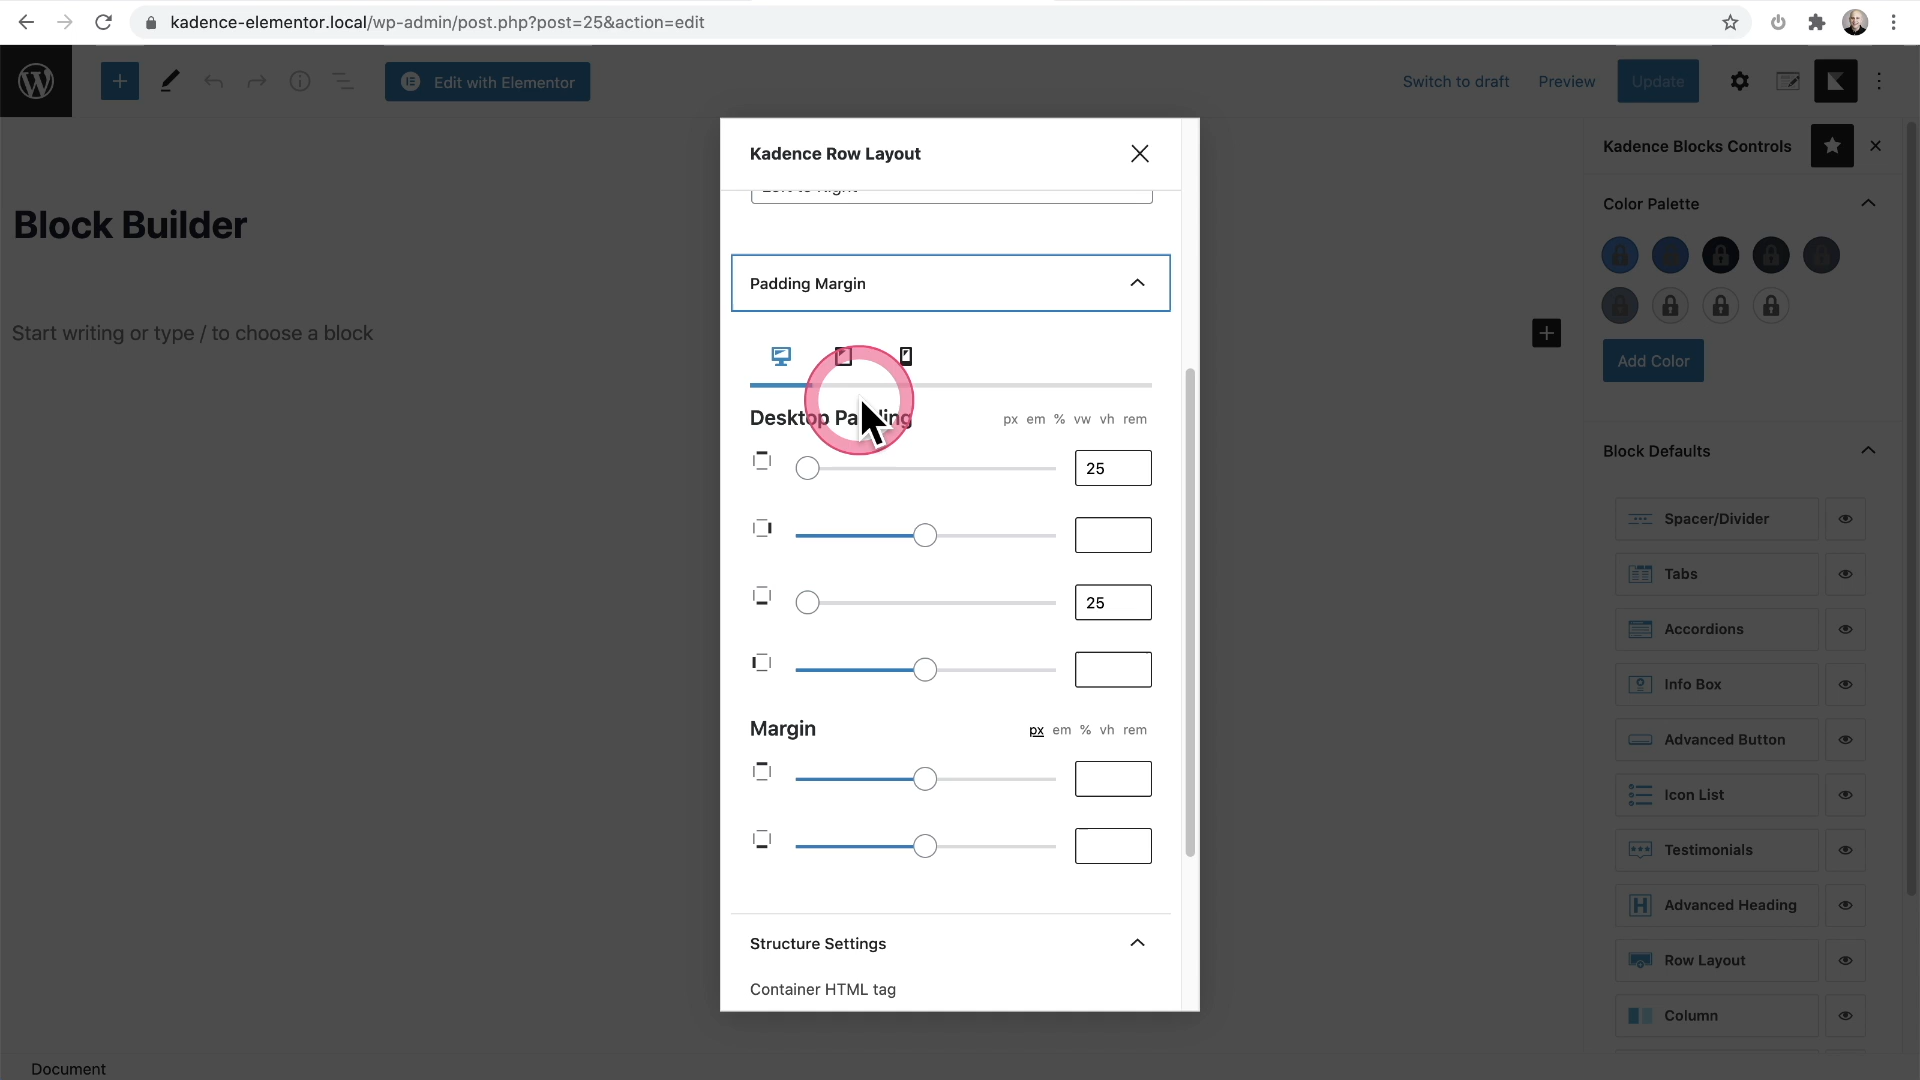 kadence-elementor.local/wp-admin/post.php?post=25&action=edit
Edit with Elementor
Switch to draft
Preview
Update
Kadence Row Layout
Kadence Blocks Controls
Color Palette
Block Builder
Padding Margin
Start writing or type / to choose a block
Add Color
Desktop Padding
px em % vw vh rem
25
Block Defaults
Spacer/Divider
Tabs
25
Accordions
Info Box
Margin
px em % vh rem
Advanced Button
Icon List
Testimonials
Advanced Heading
Structure Settings
Row Layout
Container HTML tag
Column
Document